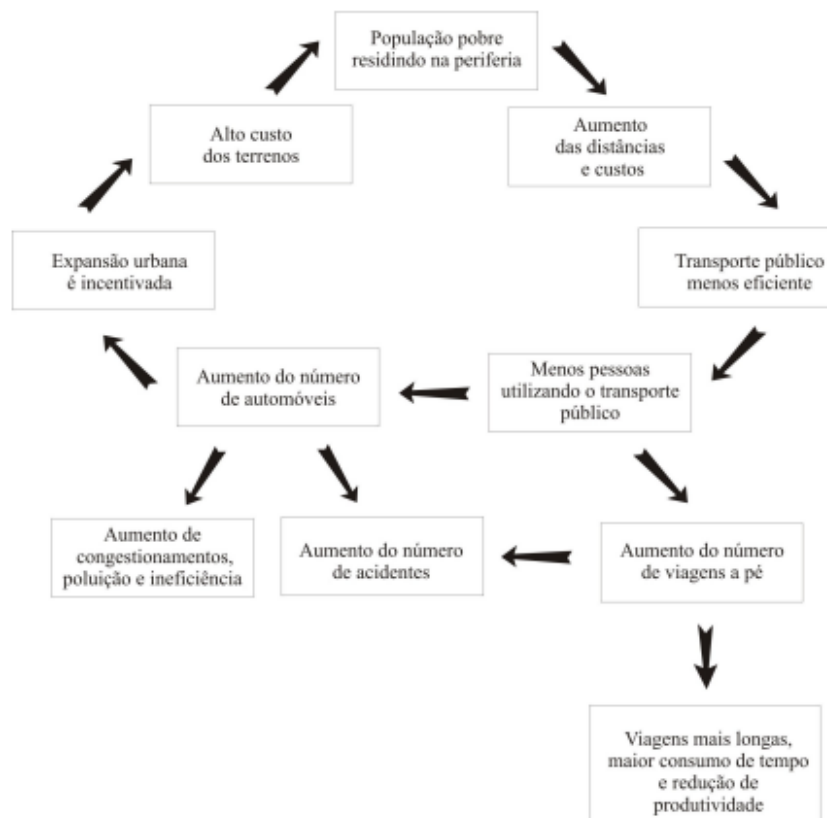 População pobre
residindo na periferia
Alto custo
dos terrenos
Aumento
das distâncias
e custos
Expansão urbana
é incentivada
Transporte público
menos eficiente
Aumento do número
de automóveis
Menos pessoas
utilizando o transporte
público
Aumento de
congestionamentos,
poluição e ineficiência
Aumento do número
de acidentes
Aumento do número
de viagens a pé
Viagens mais longas,
maior consumo de tempo
e redução de
produtividade